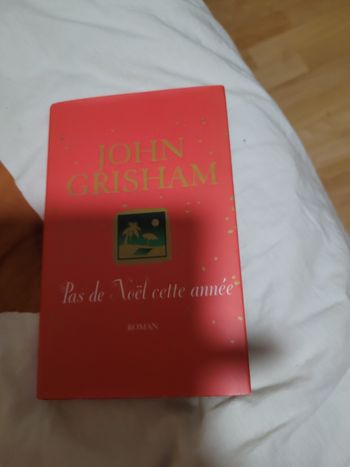 JOHN
GRISHAM
Pas de Noël cette année
ROMAN